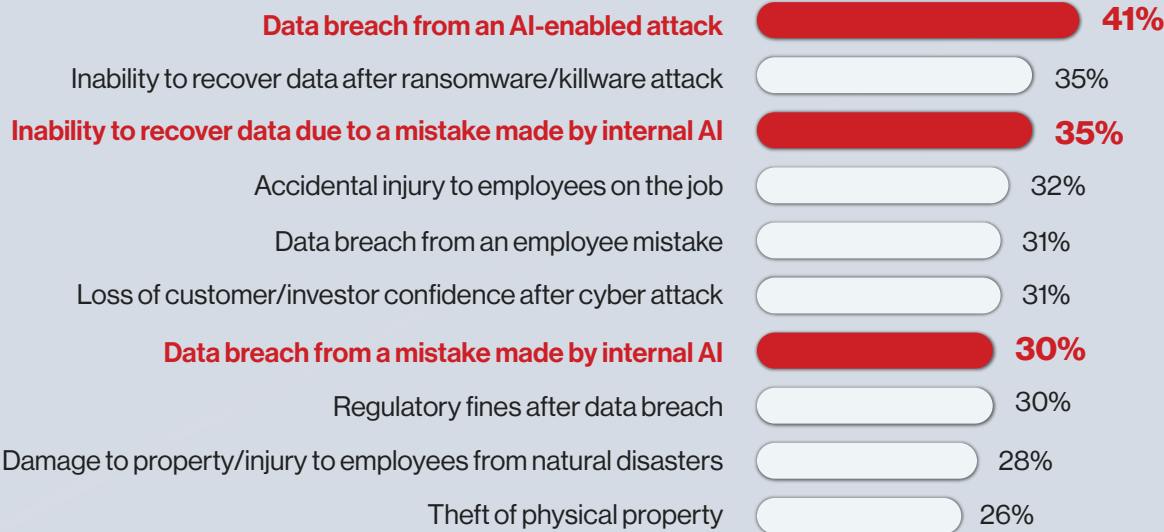 Data breach from an AI-enabled attack 41%
Inability to recover data after ransomware/killware attack 35%
Inability to recover data due to a mistake made by internal AI 35%
Accidental injury to employees on the job 32%
Data breach from an employee mistake 31%
Loss of customer/investor confidence after cyber attack 31%
Data breach from a mistake made by internal AI 30%
Regulatory fines after data breach 30%
Damage to property/injury to employees from natural disasters 28%
Theft of physical property 26%